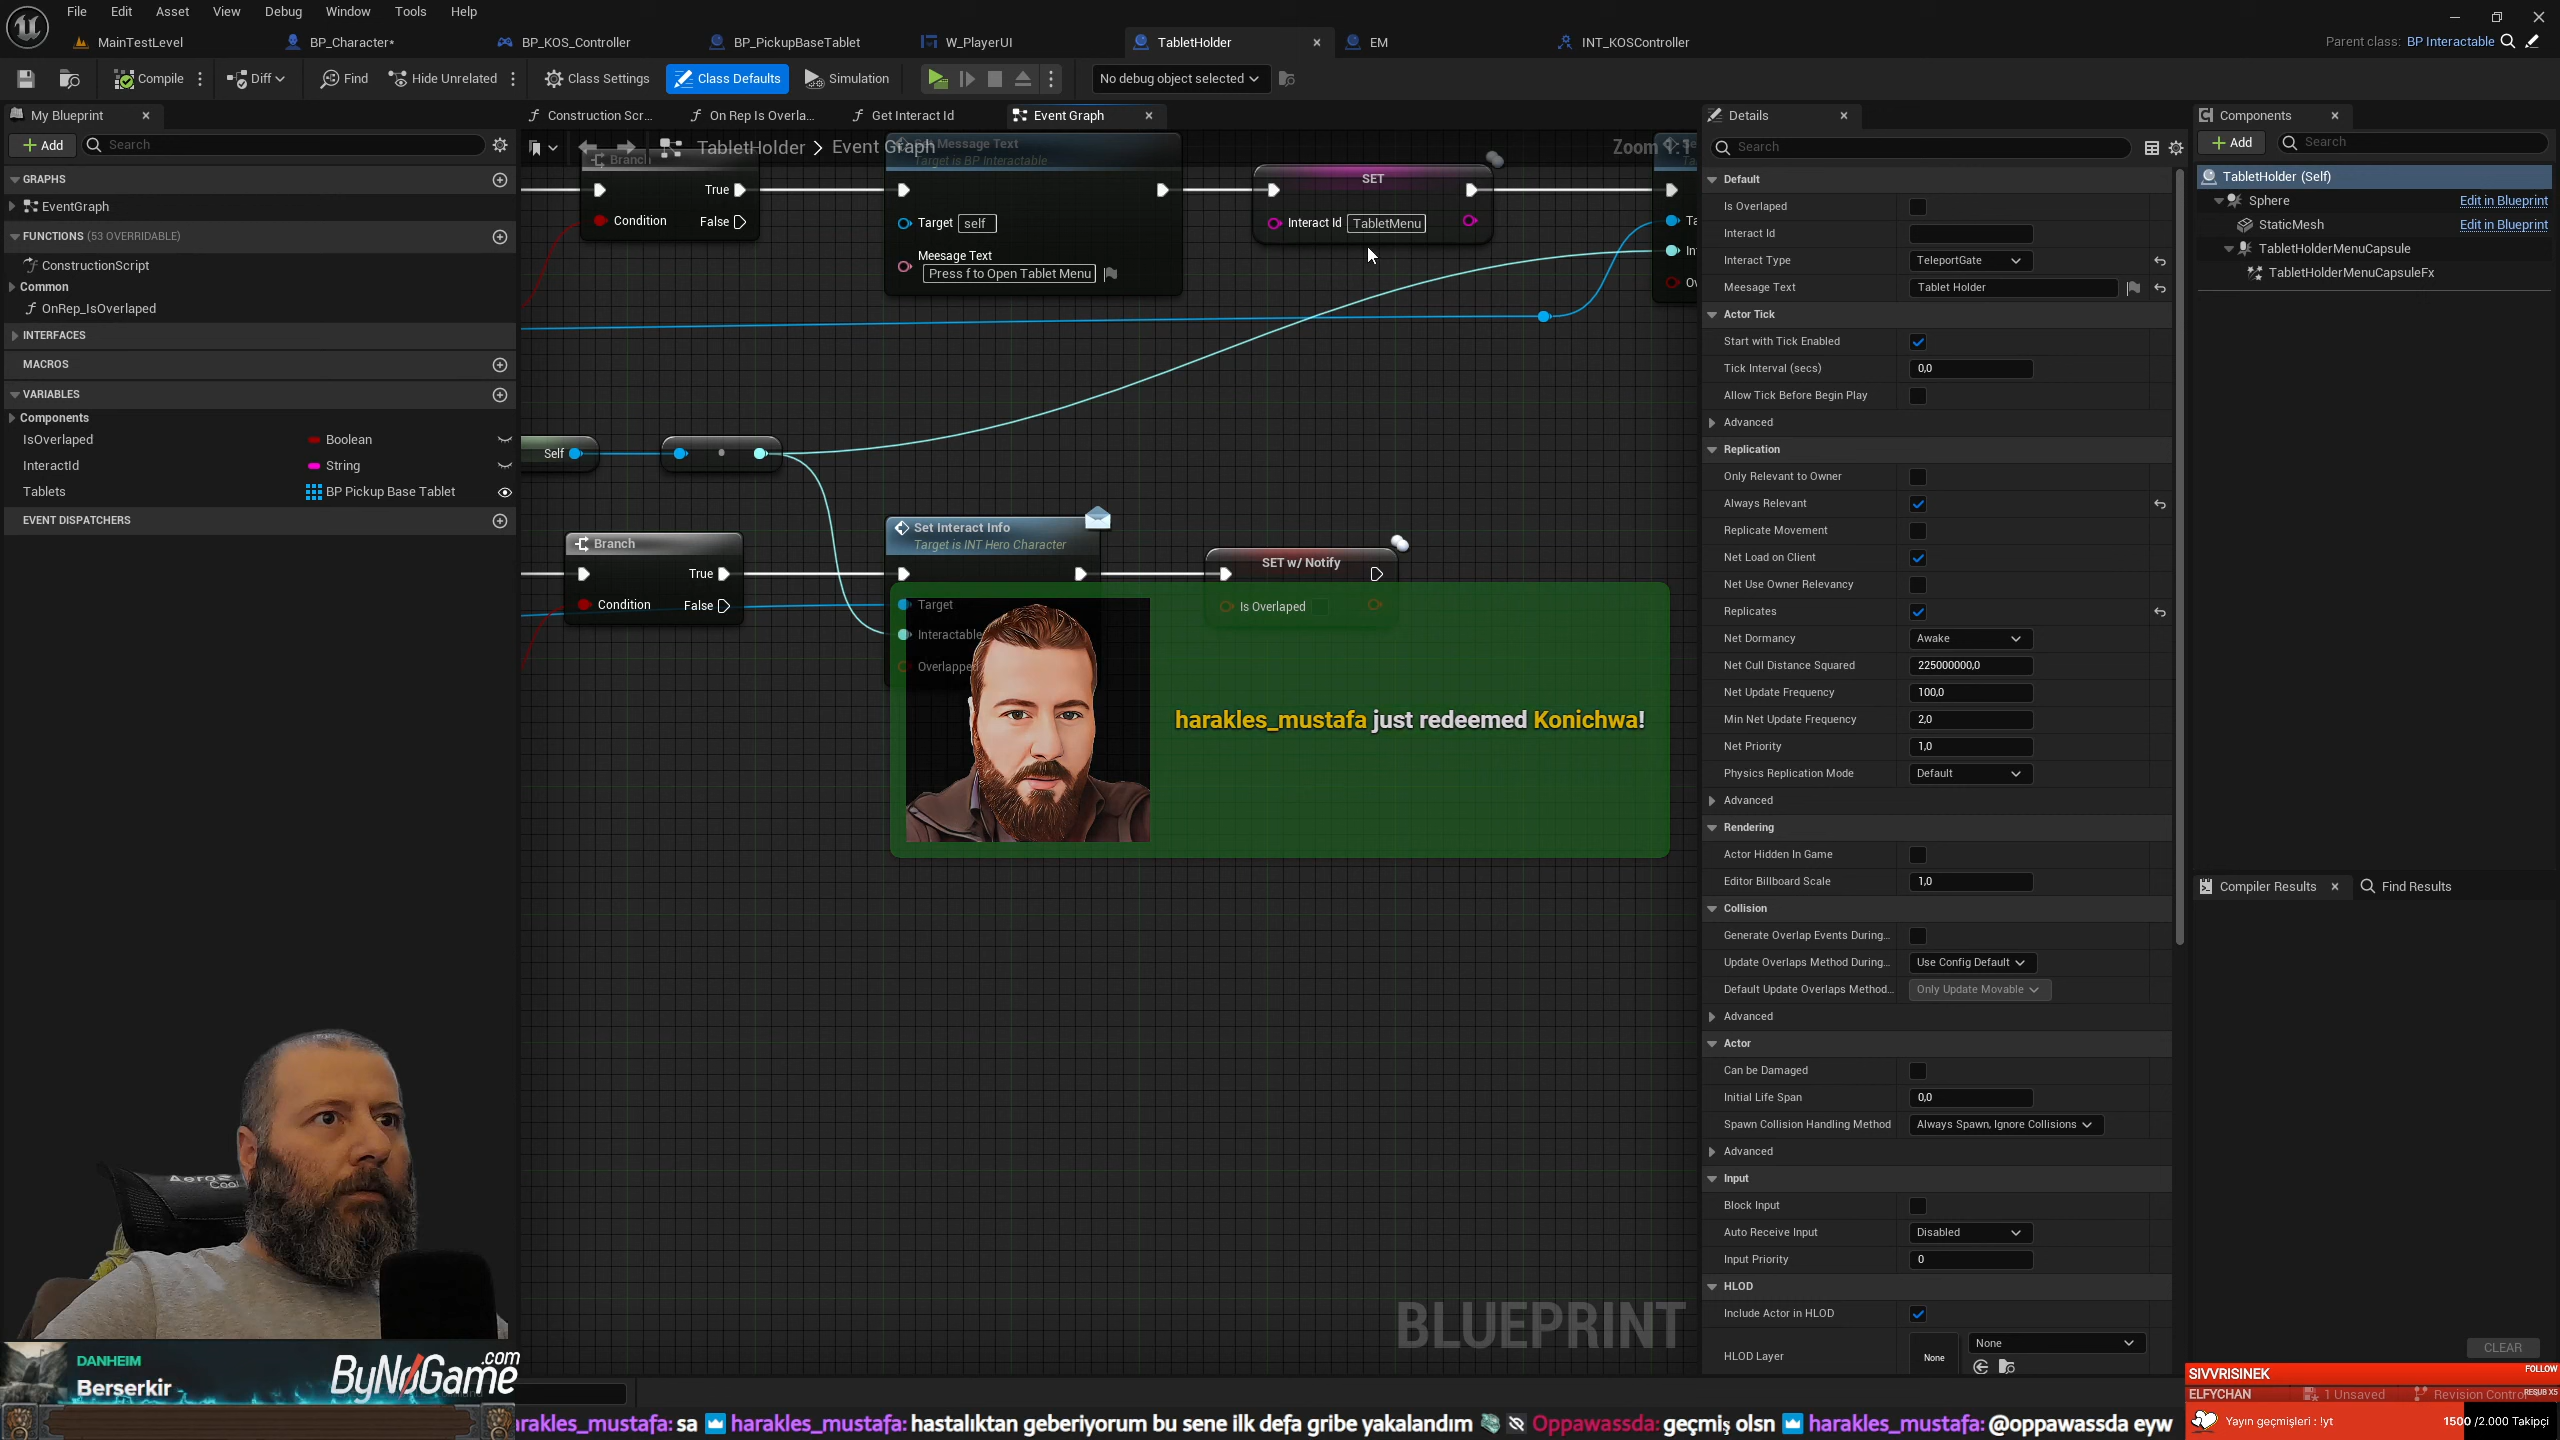 File Edit Asset View Debug Window Tools Help
MainTestLevel BP_Character* BP_KOS_Controller BP_PickupBaseTablet W_PlayerUI TabletHolder EM INT_KOSController Parent class: BP Interactable
Compile Diff Find Hide Unrelated Class Settings Class Defaults Simulation No debug object selected
My Blueprint
Construction Scr... On Rep Is Overla... Get Interact Id Event Graph
Details
Components
Add Search
TabletHolder > Event Graph
Search
Add Search
GRAPHS
EventGraph
FUNCTIONS (53 OVERRIDABLE)
ConstructionScript
Common
OnRep_IsOverlaped
INTERFACES
MACROS
VARIABLES
Components
IsOverlaped Boolean
InteractId String
Tablets BP Pickup Base Tablet
EVENT DISPATCHERS
Branch
True
Condition False
Message Text
Target is BP Interactable
Target self
Meesage Text
Press f to Open Tablet Menu
SET
Interact Id TabletMenu
Self
Branch
True
Condition False
Set Interact Info
Target is INT Hero Character
Target
Interactable
Overlapped
SET w/ Notify
Is Overlaped
harakles_mustafa just redeemed Konichwa!
BLUEPRINT
Default
Is Overlaped
Interact Id
Interact Type TeleportGate
Meesage Text Tablet Holder
Actor Tick
Start with Tick Enabled
Tick Interval (secs) 0,0
Allow Tick Before Begin Play
Advanced
Replication
Only Relevant to Owner
Always Relevant
Replicate Movement
Net Load on Client
Net Use Owner Relevancy
Replicates
Net Dormancy Awake
Net Cull Distance Squared 225000000,0
Net Update Frequency 100,0
Min Net Update Frequency 2,0
Net Priority 1,0
Physics Replication Mode Default
Advanced
Rendering
Actor Hidden In Game
Editor Billboard Scale 1,0
Collision
Generate Overlap Events During...
Update Overlaps Method During... Use Config Default
Default Update Overlaps Method... Only Update Movable
Advanced
Actor
Can be Damaged
Initial Life Span 0,0
Spawn Collision Handling Method Always Spawn, Ignore Collisions
Advanced
Input
Block Input
Auto Receive Input Disabled
Input Priority 0
HLOD
Include Actor in HLOD
HLOD Layer None None
TabletHolder (Self)
Sphere Edit in Blueprint
StaticMesh Edit in Blueprint
TabletHolderMenuCapsule
TabletHolderMenuCapsuleFx
Compiler Results Find Results
CLEAR
Aero Cool
DANHEIM
Berserkir
ByNoGame.com
SIVVRISINEK FOLLOW
ELFYCHAN 1 Unsaved Revision Control RESUB X5
Yayın geçmişleri : !yt 1500 /2.000 Takipçi
arakles_mustafa: sa harakles_mustafa: hastalıktan geberiyorum bu sene ilk defa gribe yakalandım Oppawassda: geçmiş olsn harakles_mustafa: @oppawassda eyw